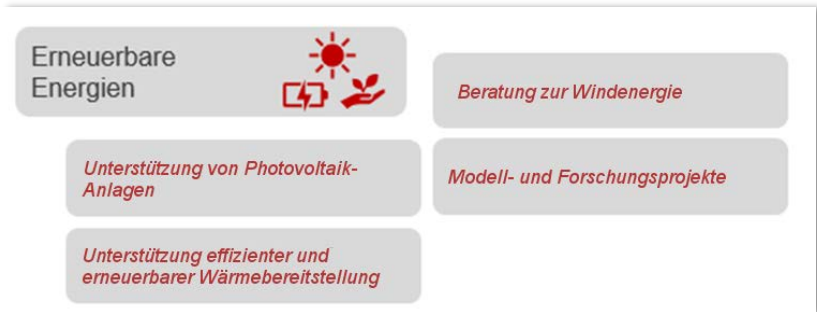 Erneuerbare
Energien
Unterstützung von Photovoltaik-
Anlagen
Unterstützung effizienter und
erneuerbarer Wärmebereitstellung
Beratung zur Windenergie
Modell- und Forschungsprojekte